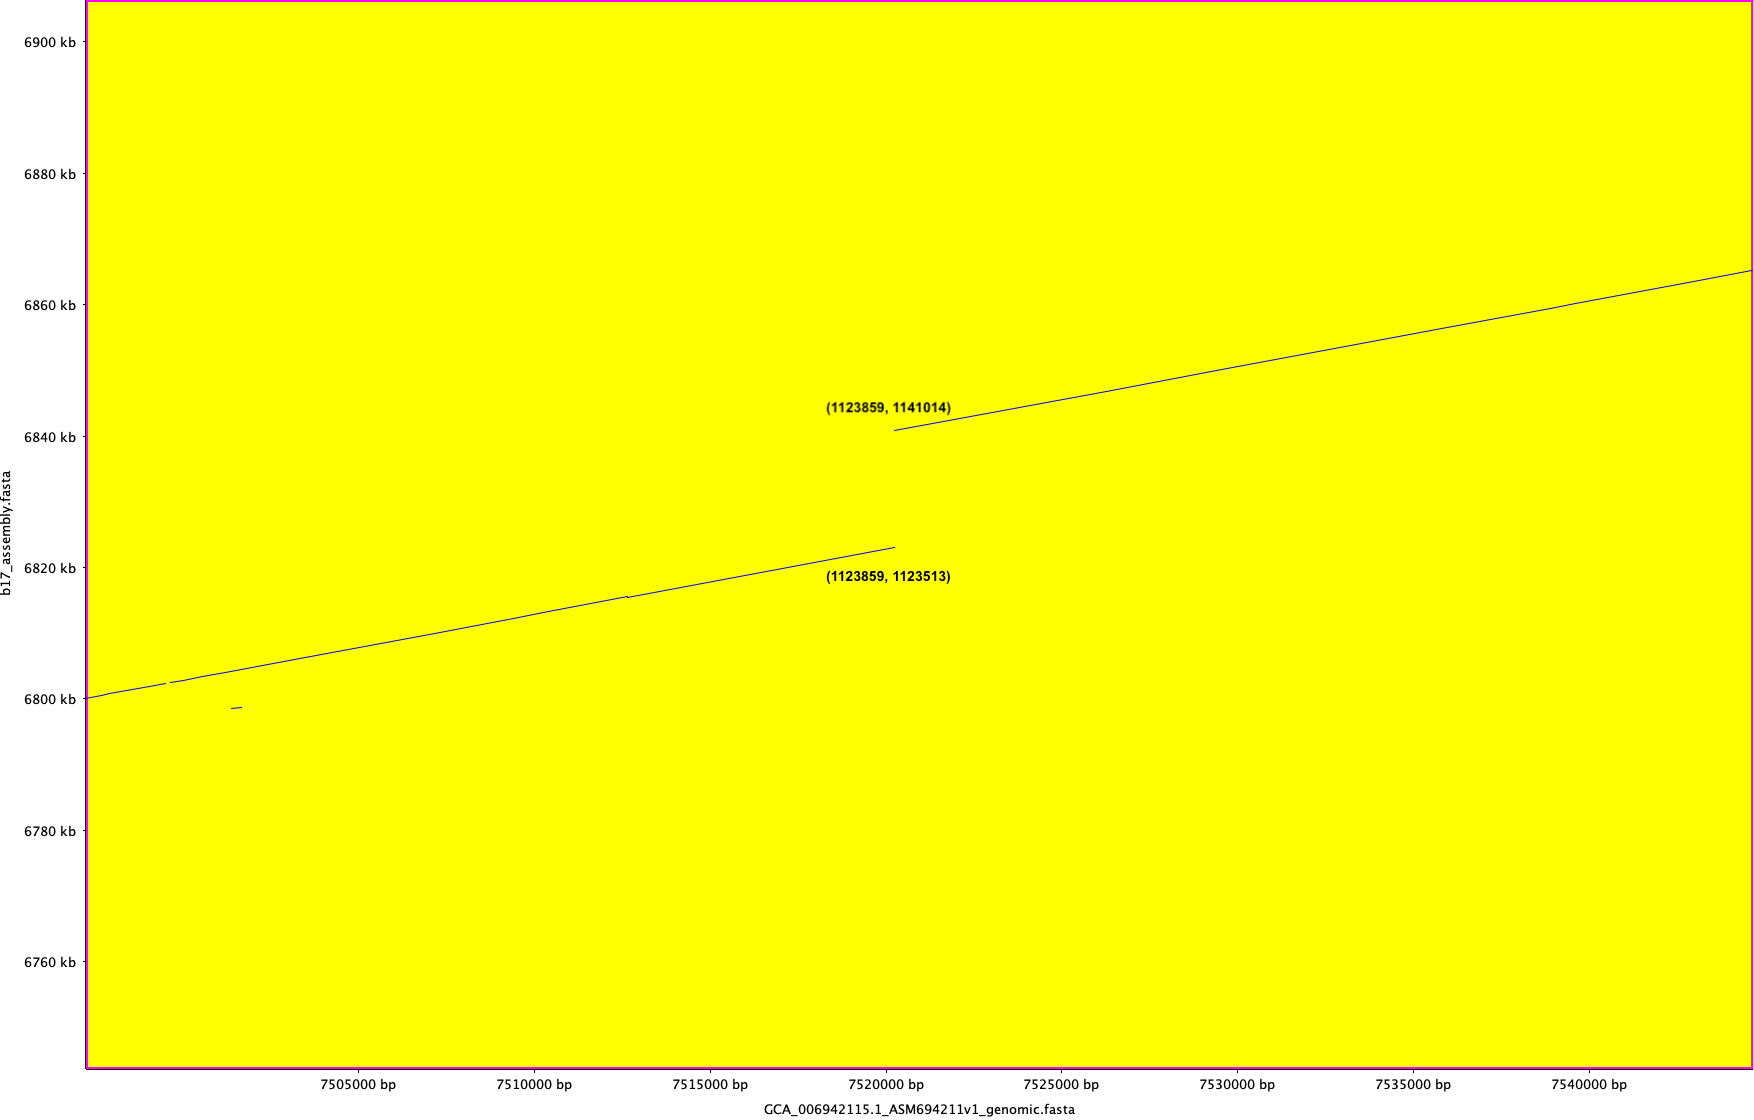 6900 kb
6880 kb
6860 kb
(1123859, 1141014)
6840 kb
b17_assembly.fasta
6820 kb
(1123859, 1123513)
6800 kb
6780 kb
6760 kb
7505000 bp 7510000 bp 7515000 bp 7520000 bp 7525000 bp 7530000 bp 7535000 bp 7540000 bp
GCA_006942115.1_ASM694211v1_genomic.fasta